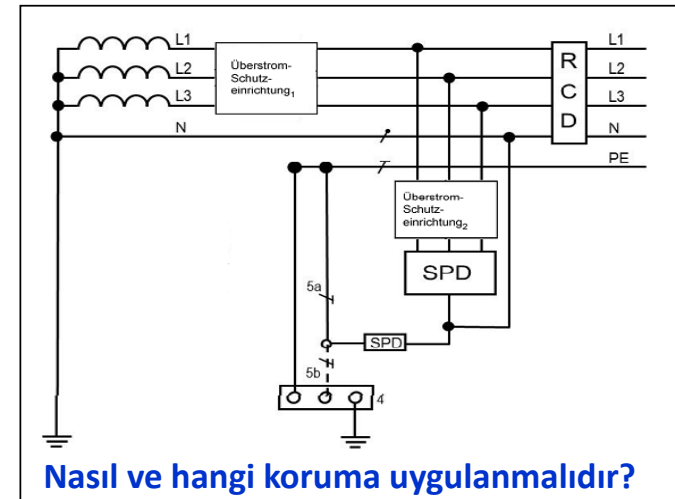 L1
L2
L3
N
Überstrom-
Schutz-
einrichtung1
R
C
D
L1
L2
L3
N
PE
Überstrom-
Schutz-
einrichtung2
SPD
5a
SPD
5b
4
Nasıl ve hangi koruma uygulanmalıdır?